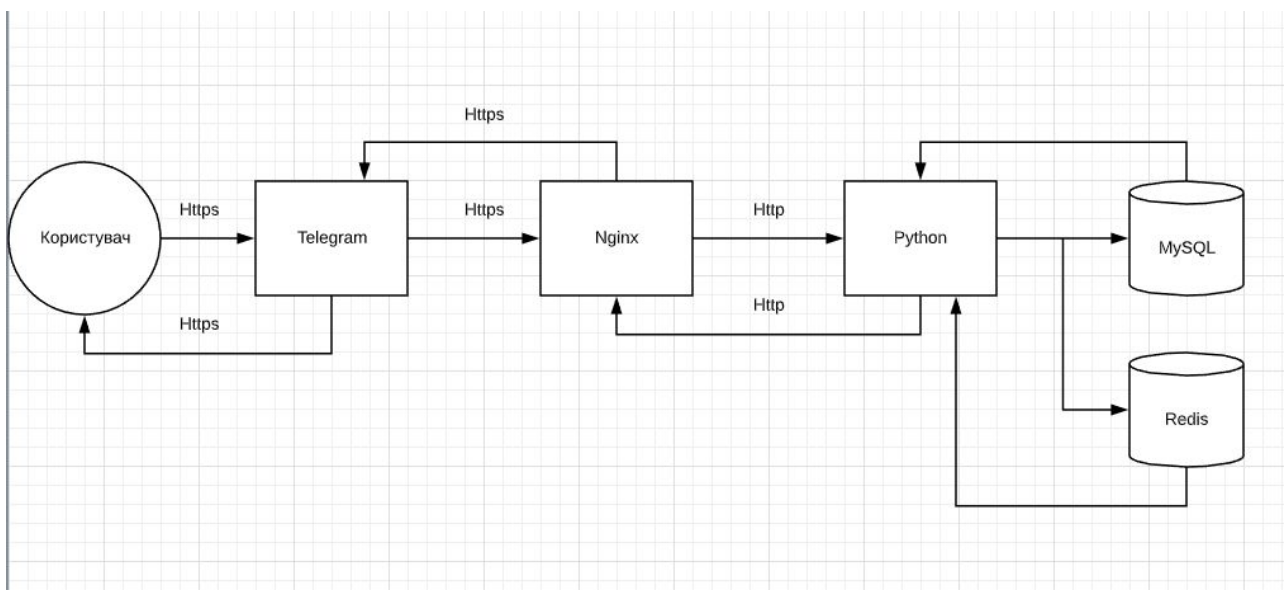 Https
Https
Https
Http
Користувач
Telegram
Nginx
Python
MySQL
Https
Http
Redis